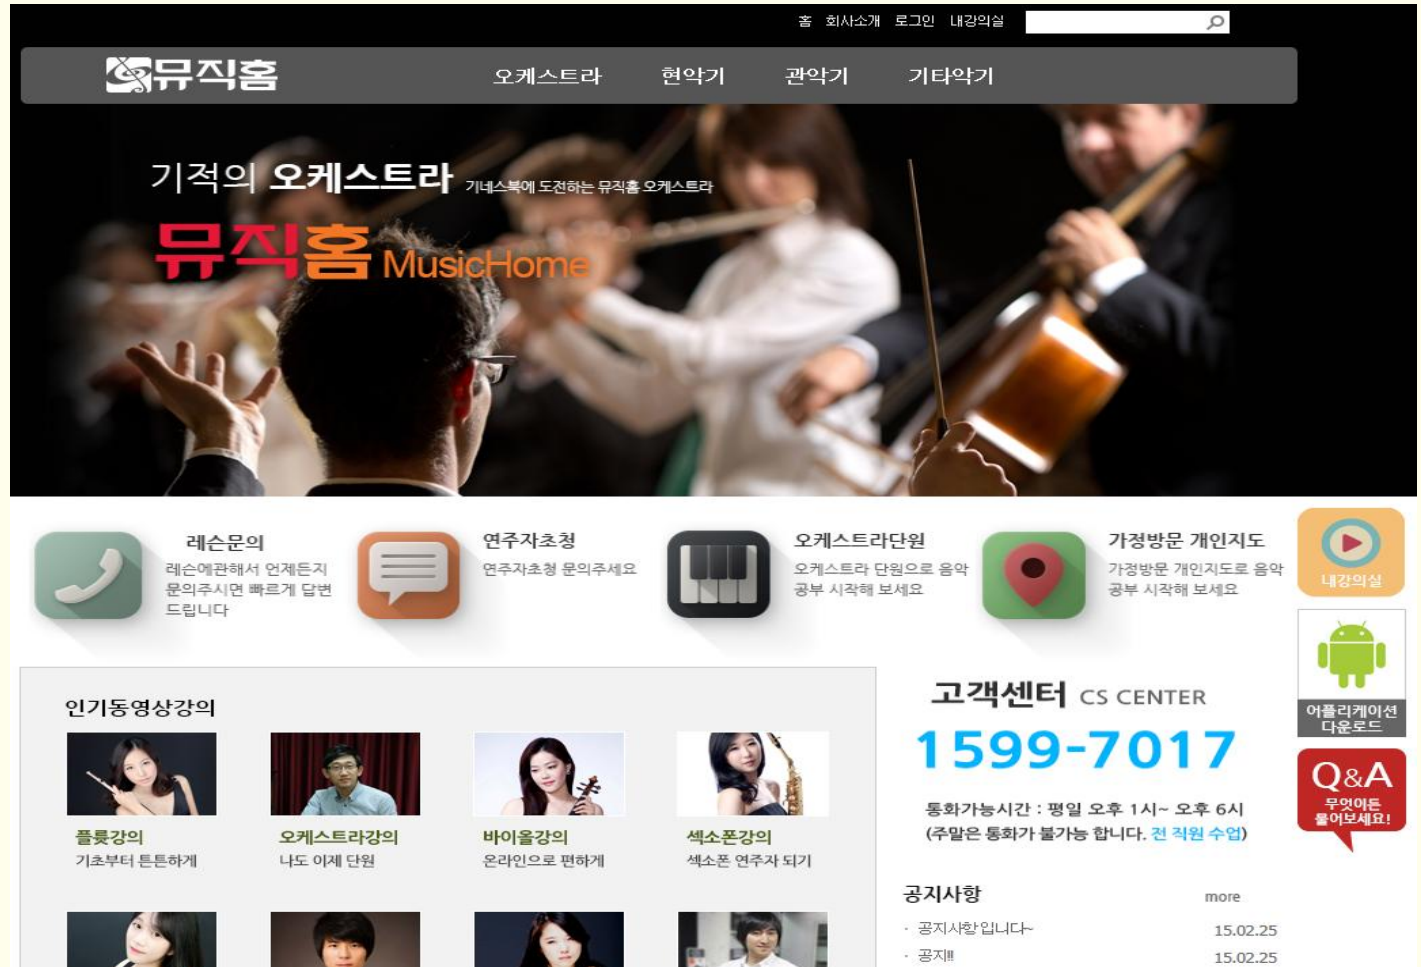 홈 회사소개 로그인 내강의실
뮤직홈
오케스트라 현악기 관악기 기타악기
기적의 오케스트라 기네스북에 도전하는 뮤직홈 오케스트라
뮤직홈 MusicHome
레슨문의
레슨에관해서 언제든지
문의주시면 빠르게 답변
드립니다
연주자초청
연주자초청 문의주세요
오케스트라단원
오케스트라 단원으로 음악
공부 시작해 보세요
가정방문 개인지도
가정방문 개인지도로 음악
공부 시작해 보세요
내강의실
어플리케이션
다운로드
Q&A
무엇이든
물어보세요!
인기동영상강의
플룻강의
기초부터 튼튼하게
오케스트라강의
나도 이제 단원
바이올강의
온라인으로 편하게
섹소폰강의
섹소폰 연주자 되기
고객센터 CS CENTER
1599-7017
통화가능시간 : 평일 오후 1시~ 오후 6시
(주말은 통화가 불가능 합니다. 전 직원 수업)
공지사항 more
· 공지사항입니다~ 15.02.25
· 공지!!! 15.02.25